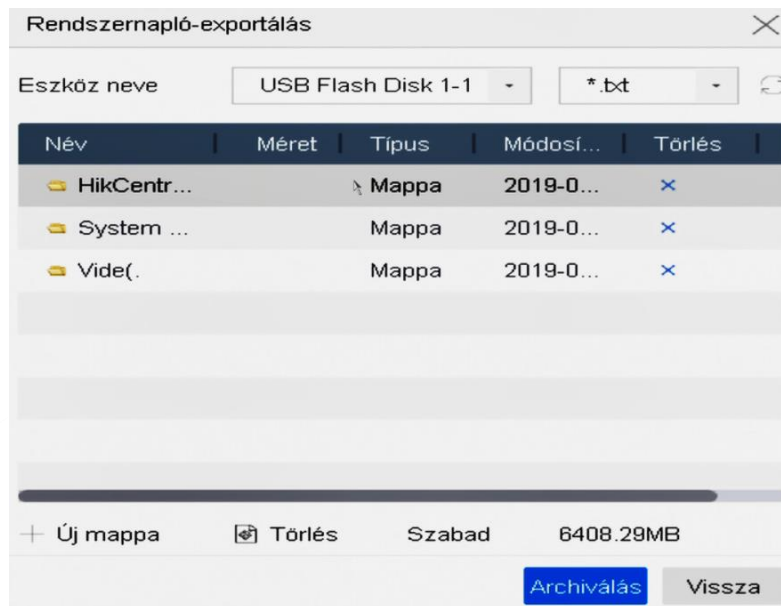 Rendszernapló-exportálás
Eszköz neve USB Flash Disk 1-1 *.txt
Név Méret Típus Módosí... Törlés
HikCentr... Mappa 2019-0...
System ... Mappa 2019-0...
Vide(. Mappa 2019-0...
Új mappa Törlés Szabad 6408.29MB
Archiválás Vissza